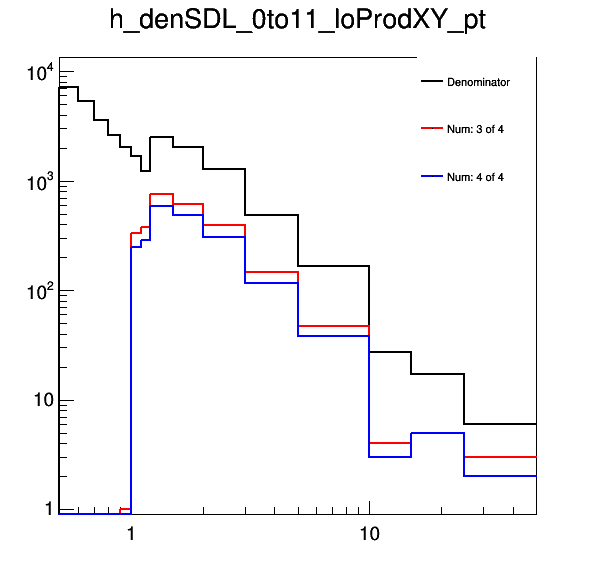 h_denSDL_0to11_loProdXY_pt
10^4
10^3
10^2
10
1
1
10
Denominator
Num: 3 of 4
Num: 4 of 4